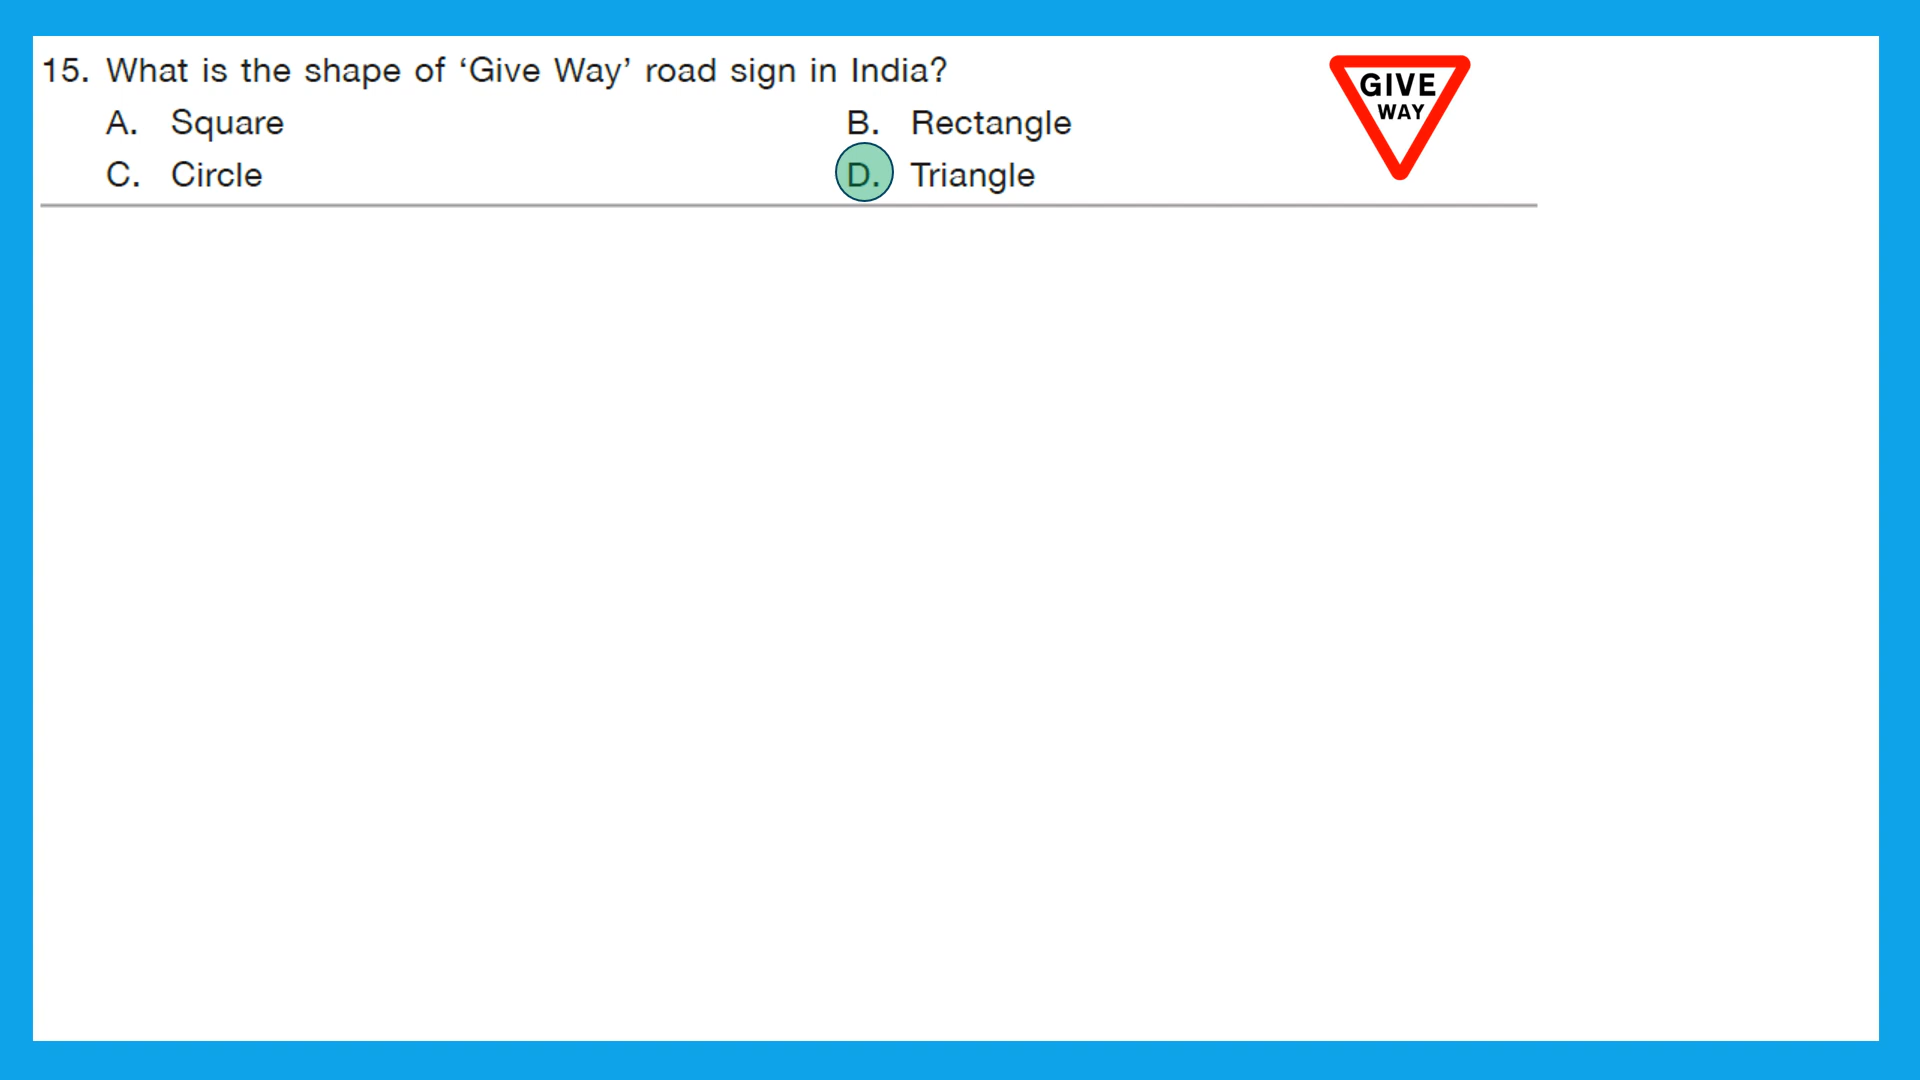 15. What is the shape of ‘Give Way’ road sign in India?
A. Square B. Rectangle
C. Circle D. Triangle
GIVE
WAY